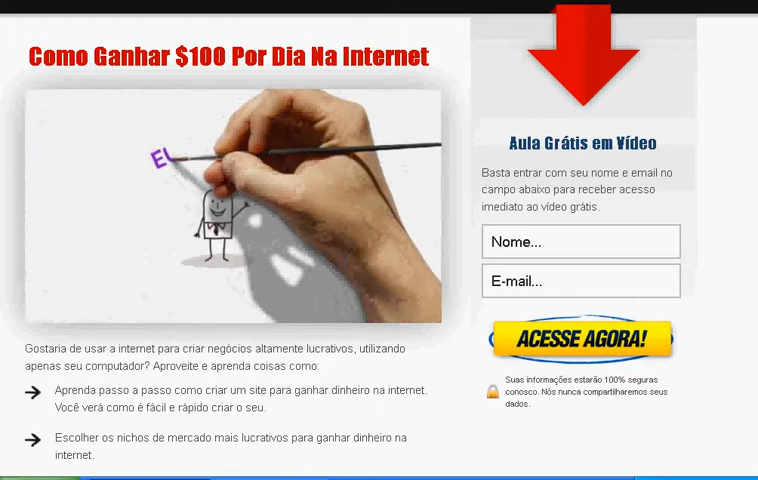 Como Ganhar $100 Por Dia Na Internet
EU
Gostaria de usar a internet para criar negócios altamente lucrativos, utilizando
apenas seu computador? Aproveite e aprenda coisas como:
Aprenda passo a passo como criar um site para ganhar dinheiro na internet.
Você verá como é fácil e rápido criar o seu.
Escolher os nichos de mercado mais lucrativos para ganhar dinheiro na
internet.
Aula Grátis em Vídeo
Basta entrar com seu nome e email no
campo abaixo para receber acesso
imediato ao vídeo grátis.
Nome...
E-mail...
ACESSE AGORA!
Suas informações estarão 100% seguras
conosco. Nós nunca compartilharemos seus
dados.